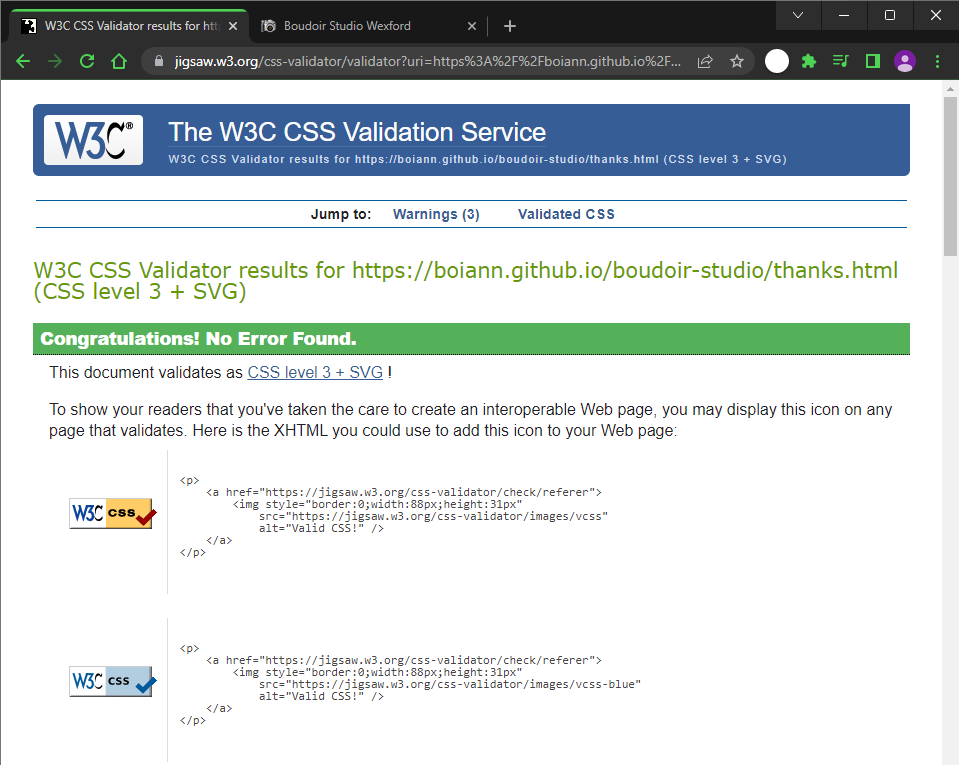 W3C CSS Validator results for htt
Boudoir Studio Wexford
jigsaw.w3.org/css-validator/validator?uri=https%3A%2F%2Fboiann.github.io%2F...
W3C®
The W3C CSS Validation Service
W3C CSS Validator results for https://boiann.github.io/boudoir-studio/thanks.html (CSS level 3 + SVG)
Jump to: Warnings (3) Validated CSS
W3C CSS Validator results for https://boiann.github.io/boudoir-studio/thanks.html
(CSS level 3 + SVG)
Congratulations! No Error Found.
This document validates as CSS level 3 + SVG !
To show your readers that you've taken the care to create an interoperable Web page, you may display this icon on any
page that validates. Here is the XHTML you could use to add this icon to your Web page:
W3C css
<p>
<a href="https://jigsaw.w3.org/css-validator/check/referer">
<img style="border:0;width:88px;height:31px"
src="https://jigsaw.w3.org/css-validator/images/vcss"
alt="Valid CSS!" />
</a>
</p>
W3C css
<p>
<a href="https://jigsaw.w3.org/css-validator/check/referer">
<img style="border:0;width:88px;height:31px"
src="https://jigsaw.w3.org/css-validator/images/vcss-blue"
alt="Valid CSS!" />
</a>
</p>